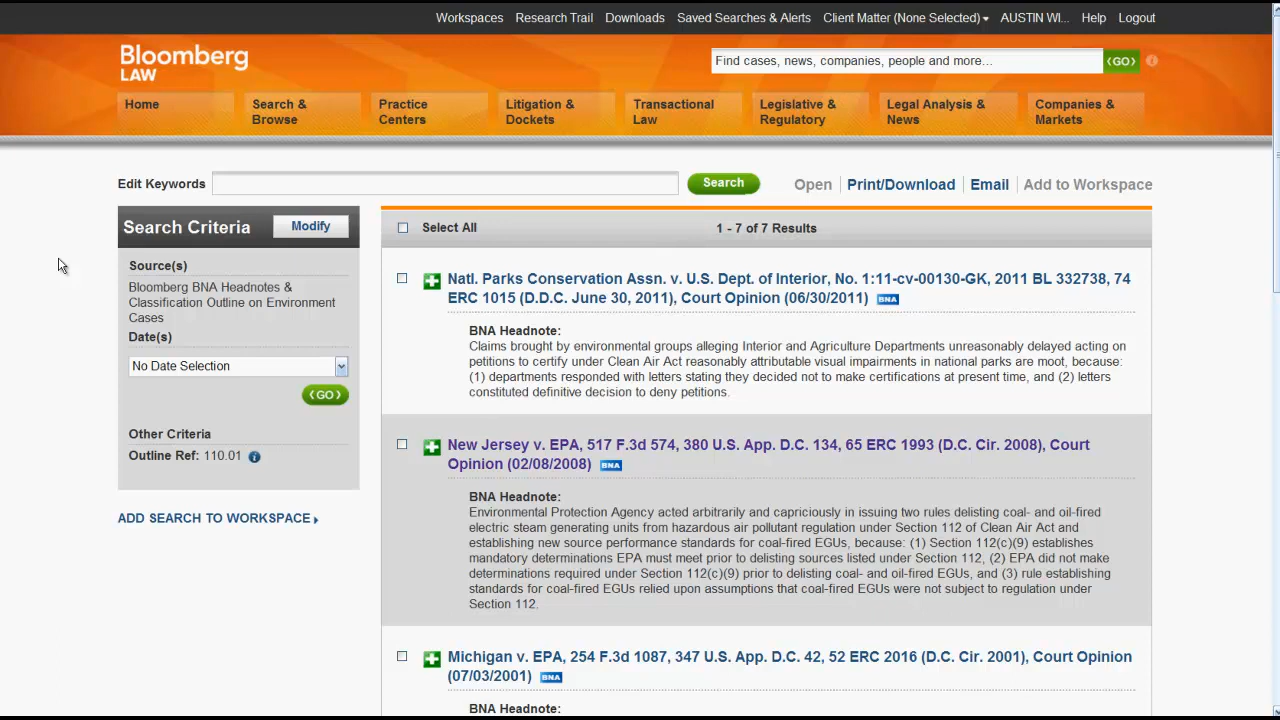 Workspaces Research Trail Downloads Saved Searches & Alerts Client Matter (None Selected) AUSTIN WI... Help Logout
Bloomberg
LAW
Find cases, news, companies, people and more... GO
Home
Search &
Browse
Practice
Centers
Litigation &
Dockets
Transactional
Law
Legislative &
Regulatory
Legal Analysis &
News
Companies &
Markets
Edit Keywords Search Open Print/Download Email Add to Workspace
Search Criteria Modify
Source(s)
Bloomberg BNA Headnotes &
Classification Outline on Environment
Cases
Date(s)
No Date Selection
GO
Other Criteria
Outline Ref: 110.01
ADD SEARCH TO WORKSPACE
Select All 1 - 7 of 7 Results
Natl. Parks Conservation Assn. v. U.S. Dept. of Interior, No. 1:11-cv-00130-GK, 2011 BL 332738, 74
ERC 1015 (D.D.C. June 30, 2011), Court Opinion (06/30/2011) BNA
BNA Headnote:
Claims brought by environmental groups alleging Interior and Agriculture Departments unreasonably delayed acting on
petitions to certify under Clean Air Act reasonably attributable visual impairments in national parks are moot, because:
(1) departments responded with letters stating they decided not to make certifications at present time, and (2) letters
constituted definitive decision to deny petitions.
New Jersey v. EPA, 517 F.3d 574, 380 U.S. App. D.C. 134, 65 ERC 1993 (D.C. Cir. 2008), Court
Opinion (02/08/2008) BNA
BNA Headnote:
Environmental Protection Agency acted arbitrarily and capriciously in issuing two rules delisting coal- and oil-fired
electric steam generating units from hazardous air pollutant regulation under Section 112 of Clean Air Act and
establishing new source performance standards for coal-fired EGUs, because: (1) Section 112(c)(9) establishes
mandatory determinations EPA must meet prior to delisting sources listed under Section 112, (2) EPA did not make
determinations required under Section 112(c)(9) prior to delisting coal- and oil-fired EGUs, and (3) rule establishing
standards for coal-fired EGUs relied upon assumptions that coal-fired EGUs were not subject to regulation under
Section 112.
Michigan v. EPA, 254 F.3d 1087, 347 U.S. App. D.C. 42, 52 ERC 2016 (D.C. Cir. 2001), Court Opinion
(07/03/2001) BNA
BNA Headnote: